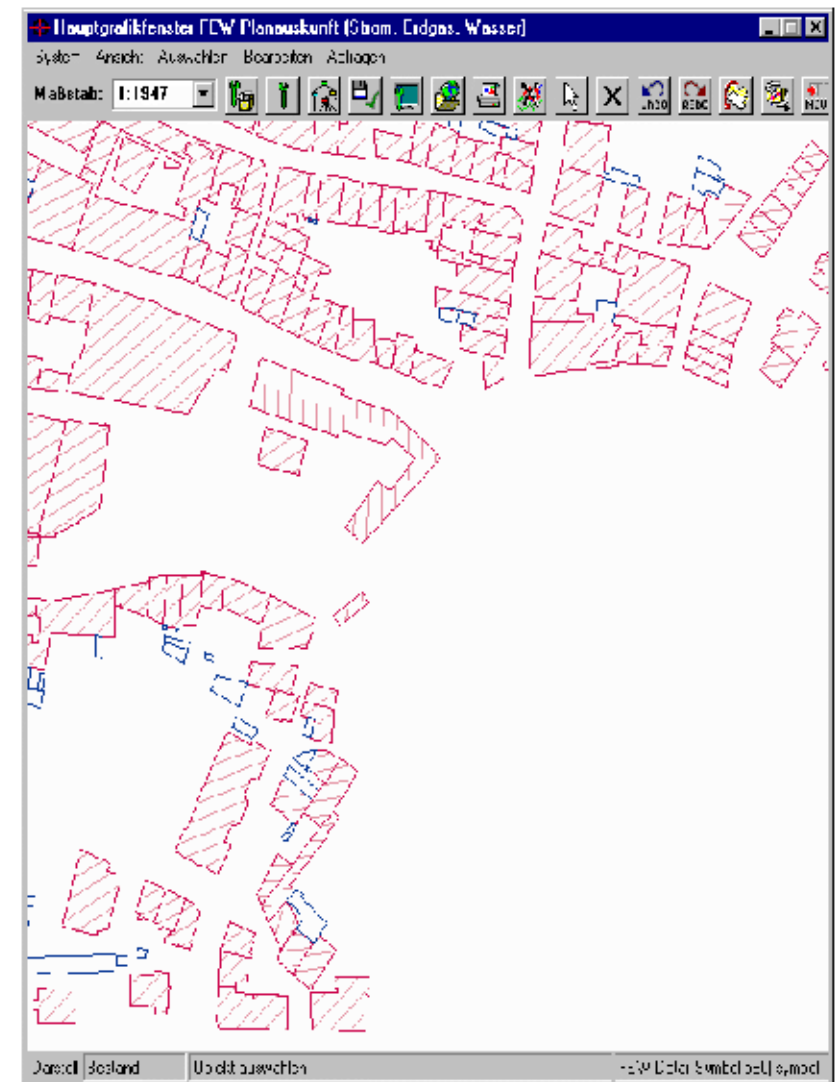 Hauptgrafikfenster FEW Planauskunft (Strom, Erdgas, Wasser)
System Ansicht Auswählen Bearbeiten Abfragen
Maßstab: 1:1947 UNDO REDO NEU
Darstell Bestand Objekt auswählen